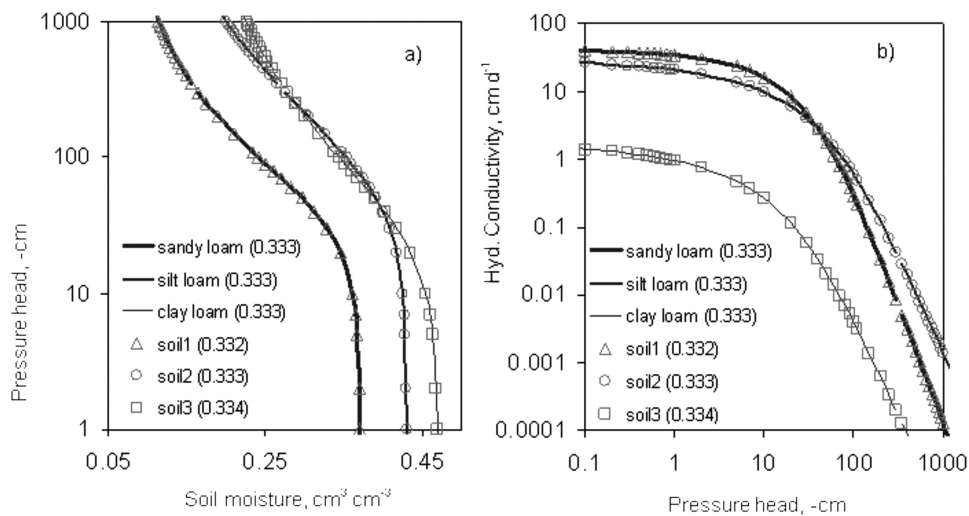 a)
1000
100
10
1
Pressure head, -cm
sandy loam (0.333)
silt loam (0.333)
clay loam (0.333)
soil1 (0.332)
soil2 (0.333)
soil3 (0.334)
0.05
0.25
0.45
Soil moisture, cm³ cm⁻³
b)
100
10
1
0.1
0.01
0.001
0.0001
Hyd. Conductivity, cm d⁻¹
sandy loam (0.333)
silt loam (0.333)
clay loam (0.333)
soil1 (0.332)
soil2 (0.333)
soil3 (0.334)
0.1
1
10
100
1000
Pressure head, -cm